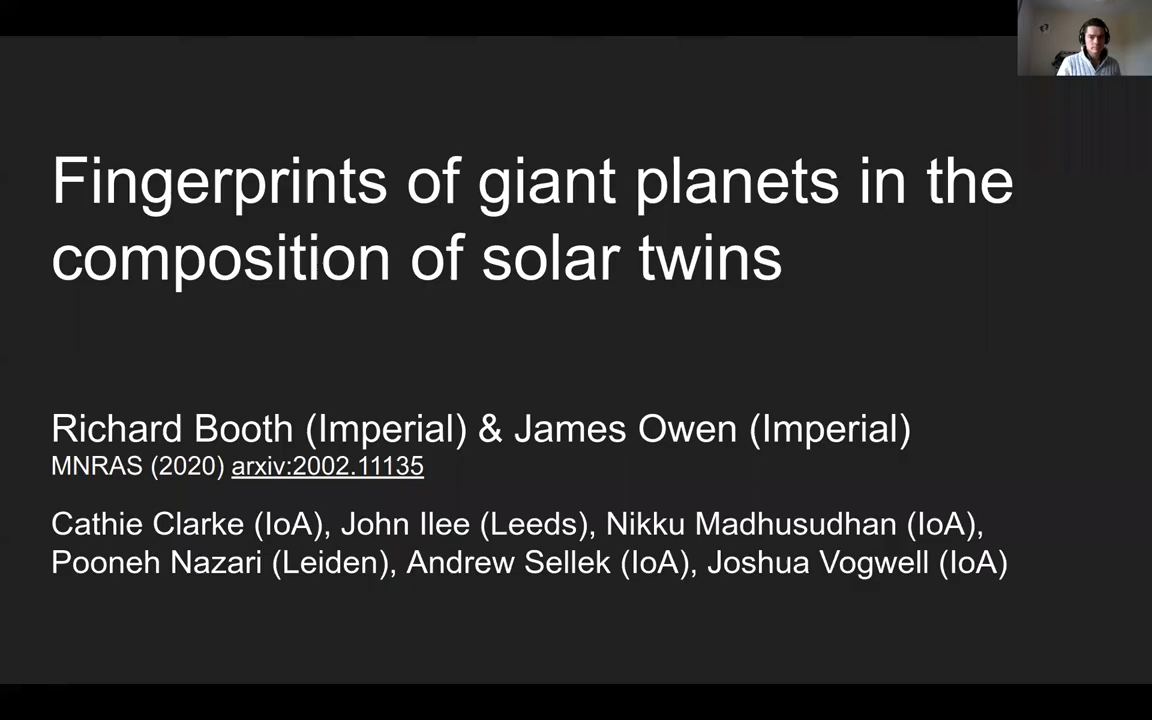 Fingerprints of giant planets in the
composition of solar twins
Richard Booth (Imperial) & James Owen (Imperial)
MNRAS (2020) arxiv:2002.11135
Cathie Clarke (IoA), John Ilee (Leeds), Nikku Madhusudhan (IoA),
Pooneh Nazari (Leiden), Andrew Sellek (IoA), Joshua Vogwell (IoA)